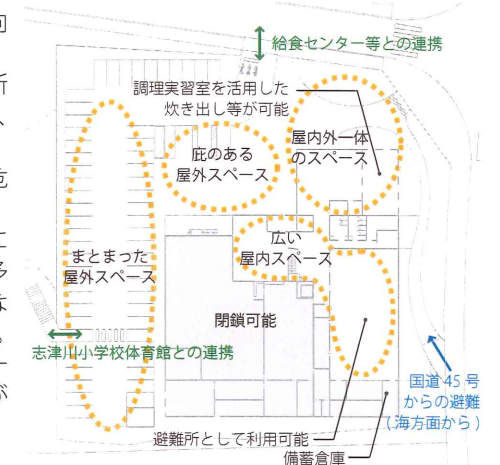 給食センター等との連携
調理実習室を活用した
炊き出し等が可能
屋内外一体
のスペース
庇のある
屋外スペース
広い
屋内スペース
まとまった
屋外スペース
閉鎖可能
志津川小学校体育館との連携
国道45号
からの避難
(海方面から)
避難所として利用可能
備蓄倉庫